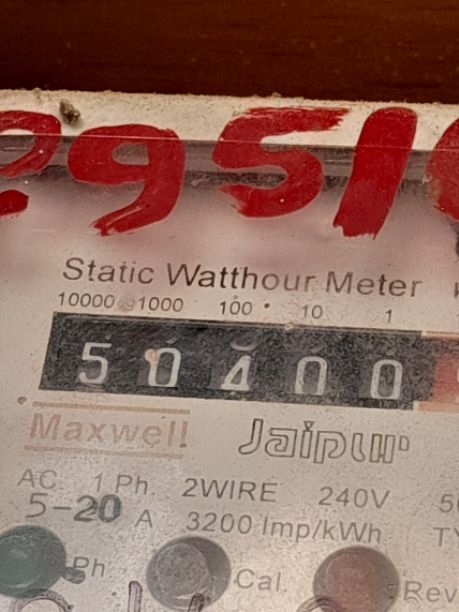 9951
Static Watthour Meter
10000 1000 100 10 1
50400
Maxwell
Jaipur
AC. 1 Ph. 2WIRE 240V
5-20 A 3200 Imp/kWh
Ph Cal. Rev